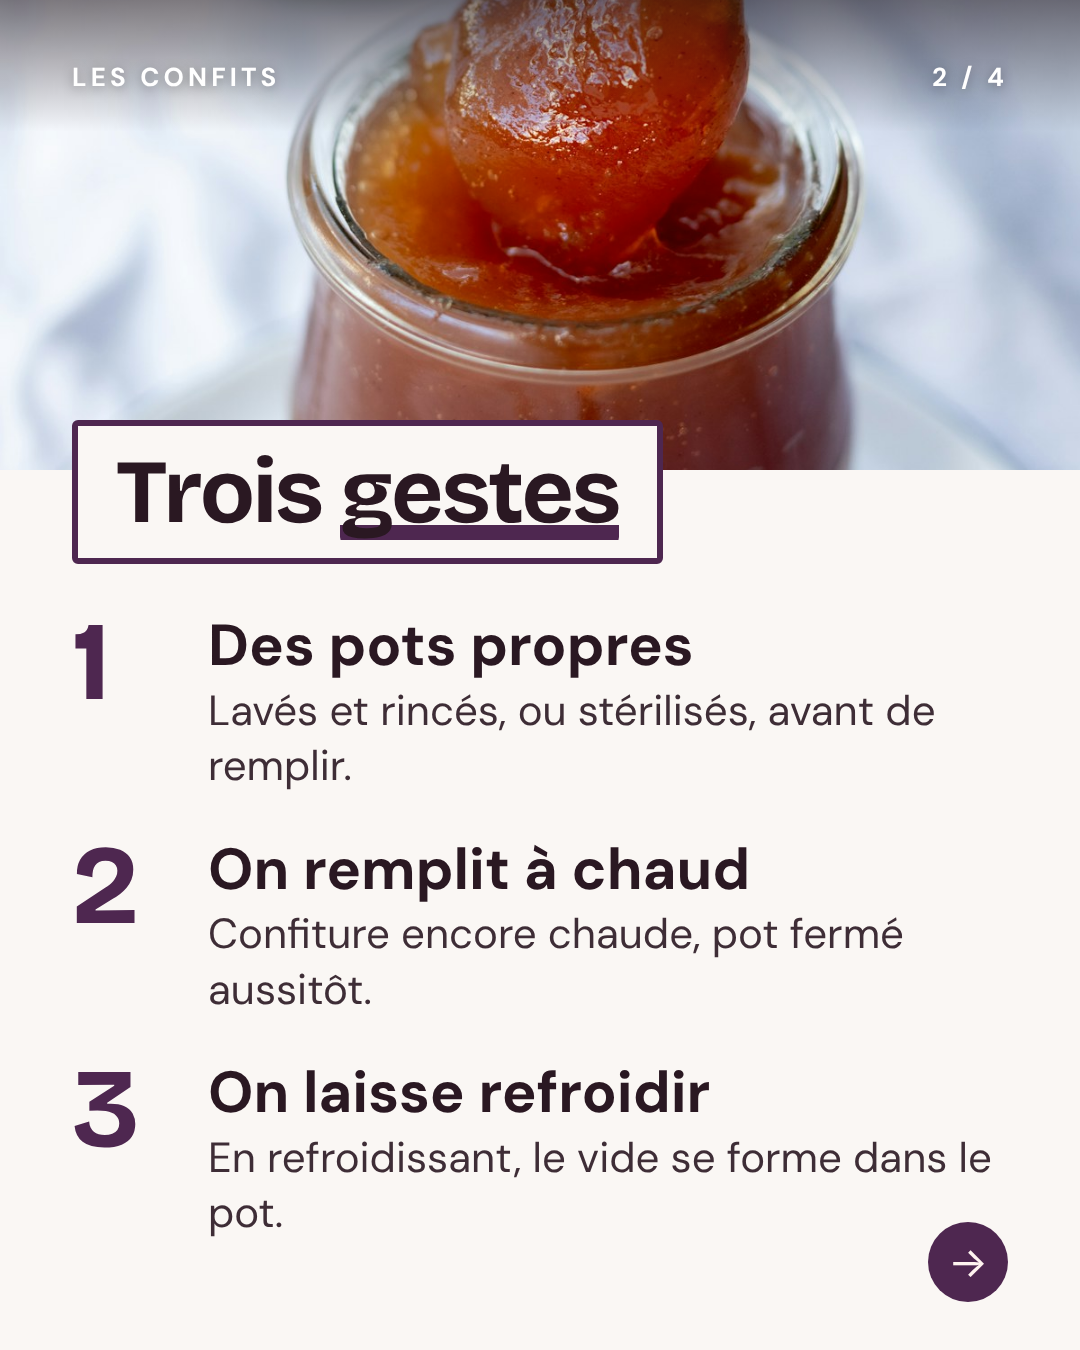 LES CONFITS
2 / 4
Trois gestes
1
Des pots propres
Lavés et rincés, ou stérilisés, avant de
remplir.
2
On remplit à chaud
Confiture encore chaude, pot fermé
aussitôt.
3
On laisse refroidir
En refroidissant, le vide se forme dans le
pot.
→